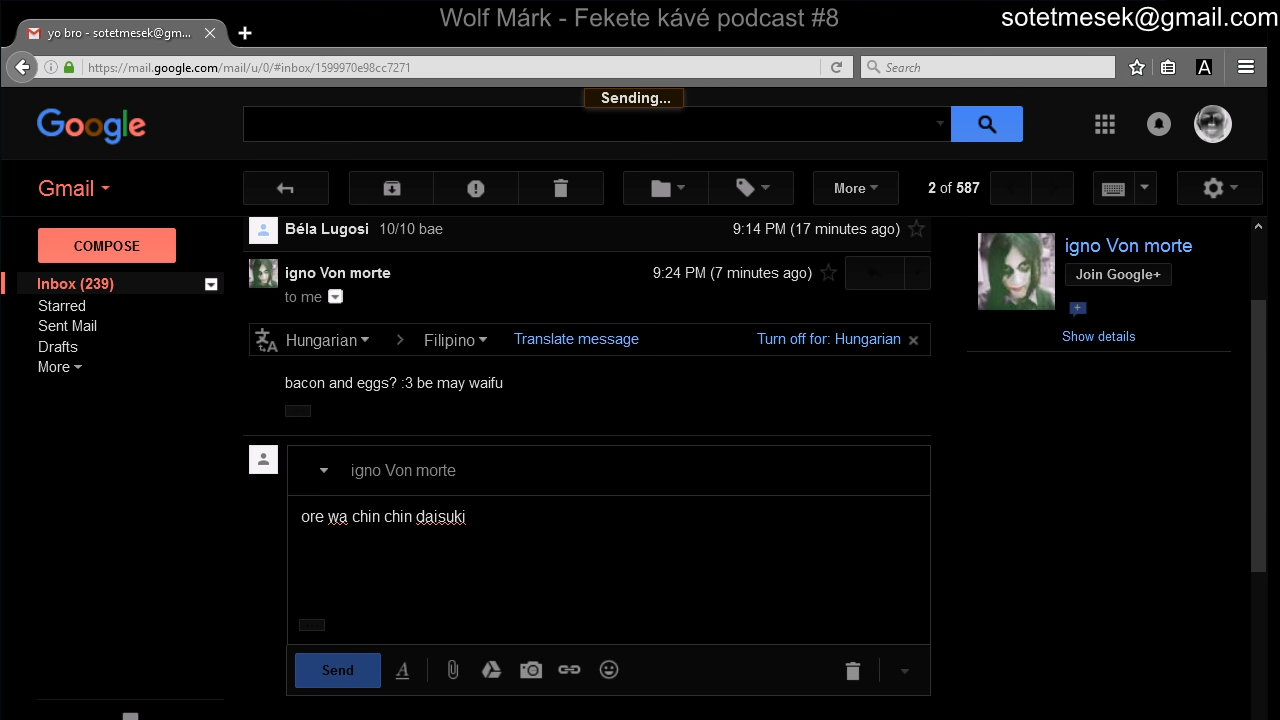 Wolf Márk - Fekete kávé podcast #8
sotetmesek@gmail.com
yo bro - sotetmesek@gm...
https://mail.google.com/mail/u/0/#inbox/1599970e98cc7271
Search
Sending...
Google
Gmail
More
2 of 587
COMPOSE
Inbox (239)
Starred
Sent Mail
Drafts
More
Béla Lugosi 10/10 bae 9:14 PM (17 minutes ago)
igno Von morte 9:24 PM (7 minutes ago)
to me
Hungarian Filipino Translate message Turn off for: Hungarian
bacon and eggs? :3 be may waifu
igno Von morte
ore wa chin chin daisuki
Send
igno Von morte
Join Google+
Show details